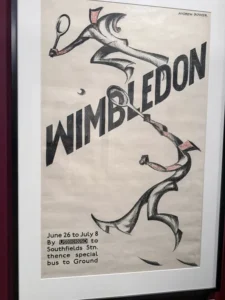 WIMBLEDON
June 26 to July 8
By to
Southfields Stn.
thence special
bus to Ground